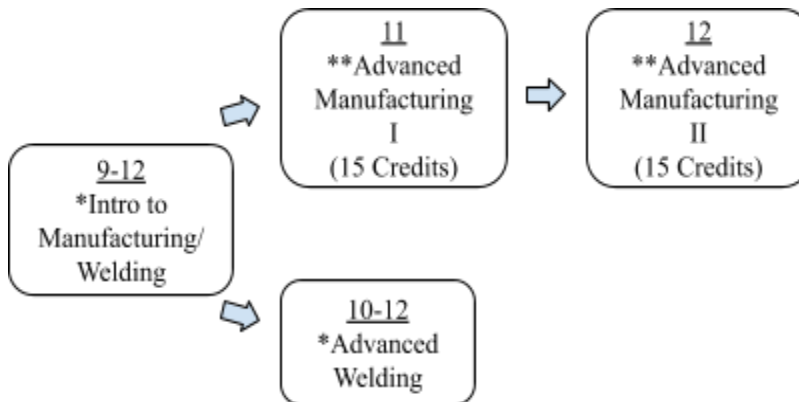 9-12
*Intro to
Manufacturing/
Welding
11
**Advanced
Manufacturing
I
(15 Credits)
12
**Advanced
Manufacturing
II
(15 Credits)
10-12
*Advanced
Welding